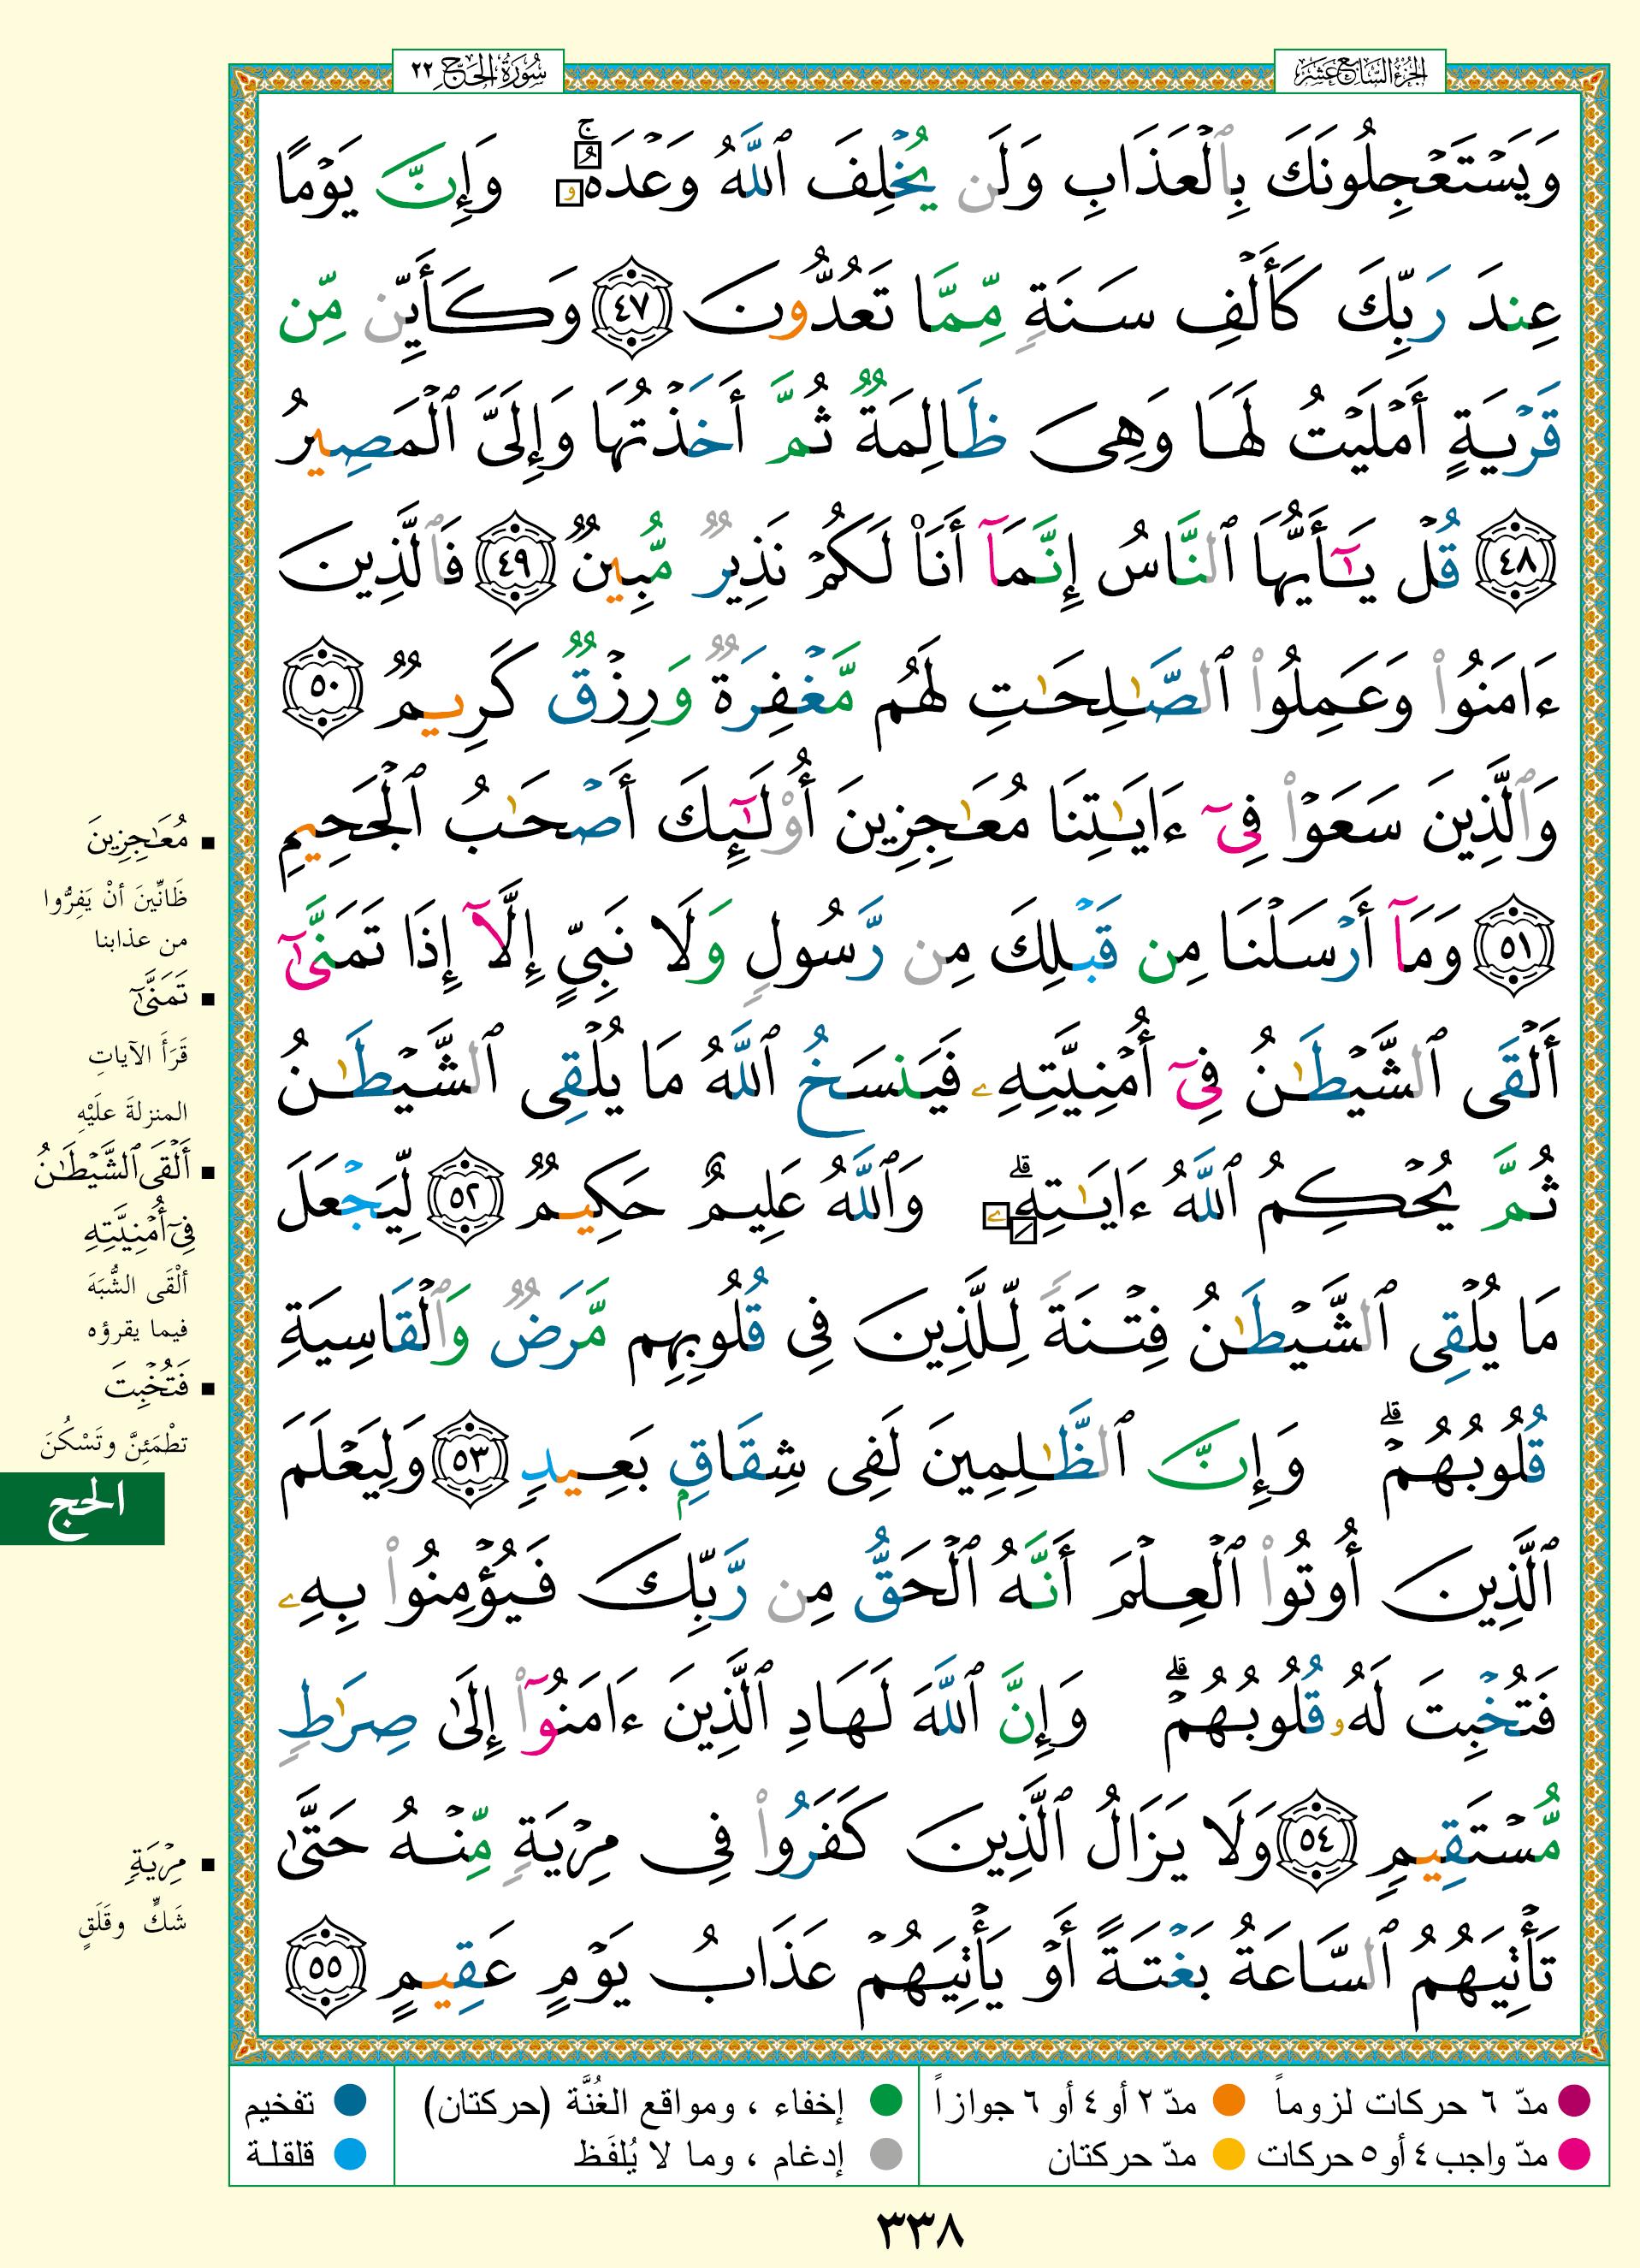 الجزء السابع عشر
سورة الحج ٢٢
وَيَسْتَعْجِلُونَكَ بِٱلْعَذَابِ وَلَن يُخْلِفَ ٱللَّهُ وَعْدَهُۥ ۚ وَإِنَّ يَوْمًا
عِندَ رَبِّكَ كَأَلْفِ سَنَةٍ مِّمَّا تَعُدُّونَ ٤٧ وَكَأَيِّن مِّن
قَرْيَةٍ أَمْلَيْتُ لَهَا وَهِىَ ظَالِمَةٌ ثُمَّ أَخَذْتُهَا وَإِلَىَّ ٱلْمَصِيرُ
٤٨ قُلْ يَـٰٓأَيُّهَا ٱلنَّاسُ إِنَّمَآ أَنَا۠ لَكُمْ نَذِيرٌ مُّبِينٌ ٤٩ فَٱلَّذِينَ
ءَامَنُوا۟ وَعَمِلُوا۟ ٱلصَّـٰلِحَـٰتِ لَهُم مَّغْفِرَةٌ وَرِزْقٌ كَرِيمٌ ٥٠
وَٱلَّذِينَ سَعَوْا۟ فِىٓ ءَايَـٰتِنَا مُعَـٰجِزِينَ أُو۟لَـٰٓئِكَ أَصْحَـٰبُ ٱلْجَحِيمِ
٥١ وَمَآ أَرْسَلْنَا مِن قَبْلِكَ مِن رَّسُولٍ وَلَا نَبِىٍّ إِلَّآ إِذَا تَمَنَّىٰٓ
أَلْقَى ٱلشَّيْطَـٰنُ فِىٓ أُمْنِيَّتِهِۦ فَيَنسَخُ ٱللَّهُ مَا يُلْقِى ٱلشَّيْطَـٰنُ
ثُمَّ يُحْكِمُ ٱللَّهُ ءَايَـٰتِهِۦ ۗ وَٱللَّهُ عَلِيمٌ حَكِيمٌ ٥٢ لِّيَجْعَلَ
مَا يُلْقِى ٱلشَّيْطَـٰنُ فِتْنَةً لِّلَّذِينَ فِى قُلُوبِهِم مَّرَضٌ وَٱلْقَاسِيَةِ
قُلُوبُهُمْ ۗ وَإِنَّ ٱلظَّـٰلِمِينَ لَفِى شِقَاقٍۭ بَعِيدٍ ٥٣ وَلِيَعْلَمَ
ٱلَّذِينَ أُوتُوا۟ ٱلْعِلْمَ أَنَّهُ ٱلْحَقُّ مِن رَّبِّكَ فَيُؤْمِنُوا۟ بِهِۦ
فَتُخْبِتَ لَهُۥ قُلُوبُهُمْ ۗ وَإِنَّ ٱللَّهَ لَهَادِ ٱلَّذِينَ ءَامَنُوٓا۟ إِلَىٰ صِرَٰطٍ
مُّسْتَقِيمٍ ٥٤ وَلَا يَزَالُ ٱلَّذِينَ كَفَرُوا۟ فِى مِرْيَةٍ مِّنْهُ حَتَّىٰ
تَأْتِيَهُمُ ٱلسَّاعَةُ بَغْتَةً أَوْ يَأْتِيَهُمْ عَذَابُ يَوْمٍ عَقِيمٍ ٥٥
مُعَـٰجِزِينَ
ظَانِّينَ أنْ يَفِرُّوا
من عذابنا
تَمَنَّىٰٓ
قَرَأَ الآياتِ
المنزلةَ علَيْهِ
أَلْقَى ٱلشَّيْطَـٰنُ
فِىٓ أُمْنِيَّتِهِ
ألْقَى الشُّبَهَ
فيما يقرؤه
فَتُخْبِتَ
تطْمَئِنَّ وتَسْكُنَ
الحج
مِرْيَةٍ
شَكٍّ وقَلَقٍ
مدّ ٦ حركات لزوماً مدّ ٢ أو ٤ أو ٦ جوازاً
مدّ واجب ٤ أو ٥ حركات مدّ حركتان
إخفاء ، ومواقع الغُنَّة (حركتان)
إدغام ، وما لا يُلفَظ
تفخيم
قلقلة
٣٣٨